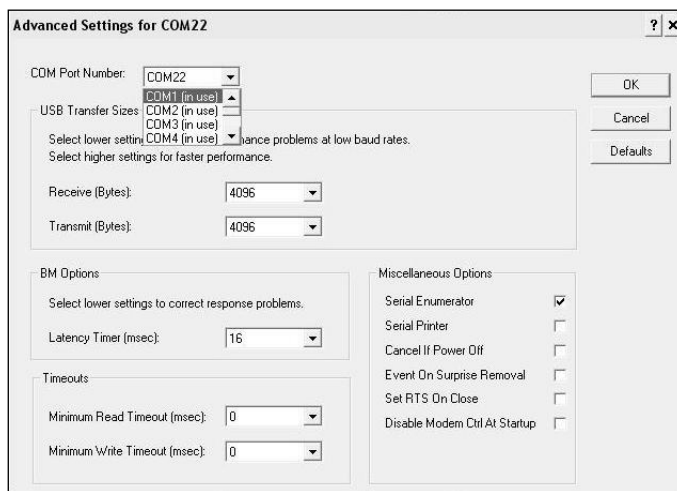 Advanced Settings for COM22
? ×
COM Port Number:
COM22
COM1 (in use)
COM2 (in use)
COM3 (in use)
COM4 (in use)
OK
Cancel
Defaults
USB Transfer Sizes
Select lower settin mance problems at low baud rates.
Select higher settings for faster performance.
Receive (Bytes):
4096
Transmit (Bytes):
4096
BM Options
Select lower settings to correct response problems.
Latency Timer (msec):
16
Timeouts
Minimum Read Timeout (msec):
0
Minimum Write Timeout (msec):
0
Miscellaneous Options
Serial Enumerator
Serial Printer
Cancel If Power Off
Event On Surprise Removal
Set RTS On Close
Disable Modem Ctrl At Startup